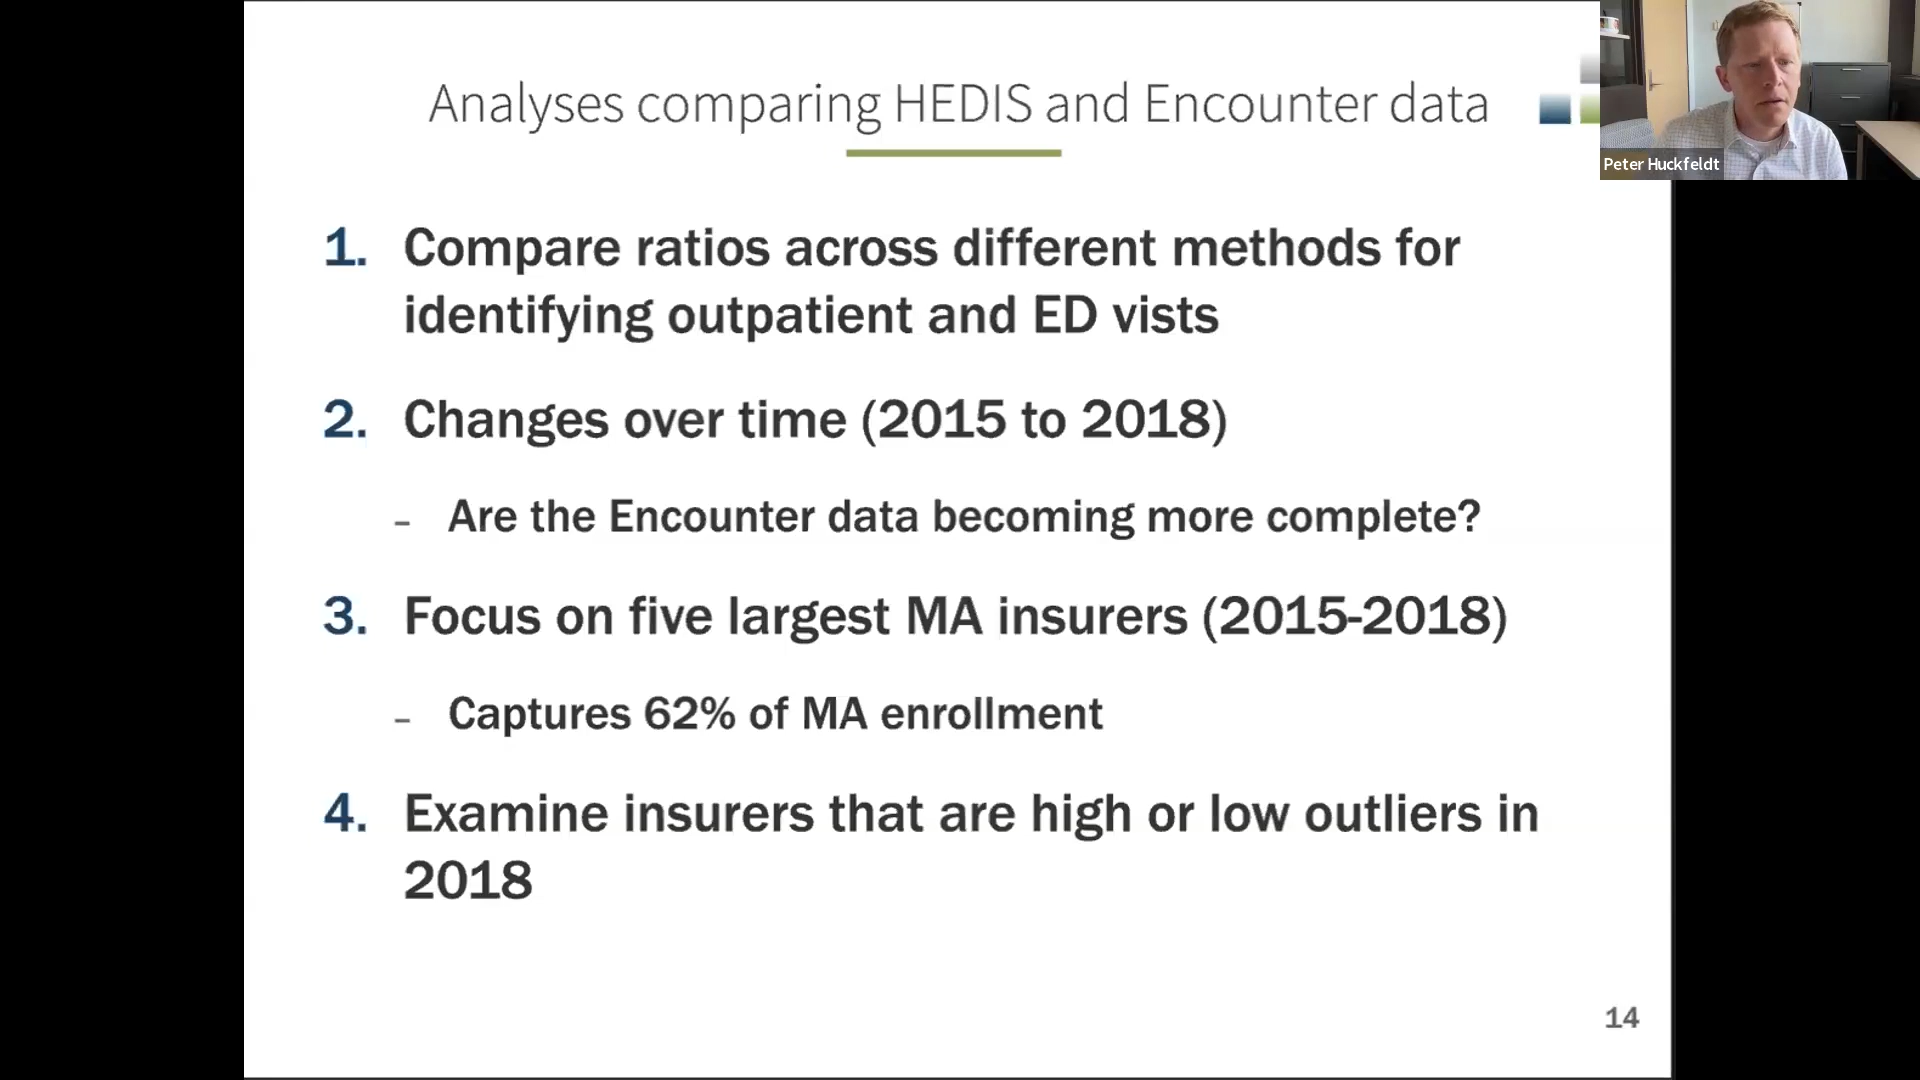 Analyses comparing HEDIS and Encounter data
Peter Huckfeldt
1. Compare ratios across different methods for
identifying outpatient and ED vists
2. Changes over time (2015 to 2018)
- Are the Encounter data becoming more complete?
3. Focus on five largest MA insurers (2015-2018)
- Captures 62% of MA enrollment
4. Examine insurers that are high or low outliers in
2018
14